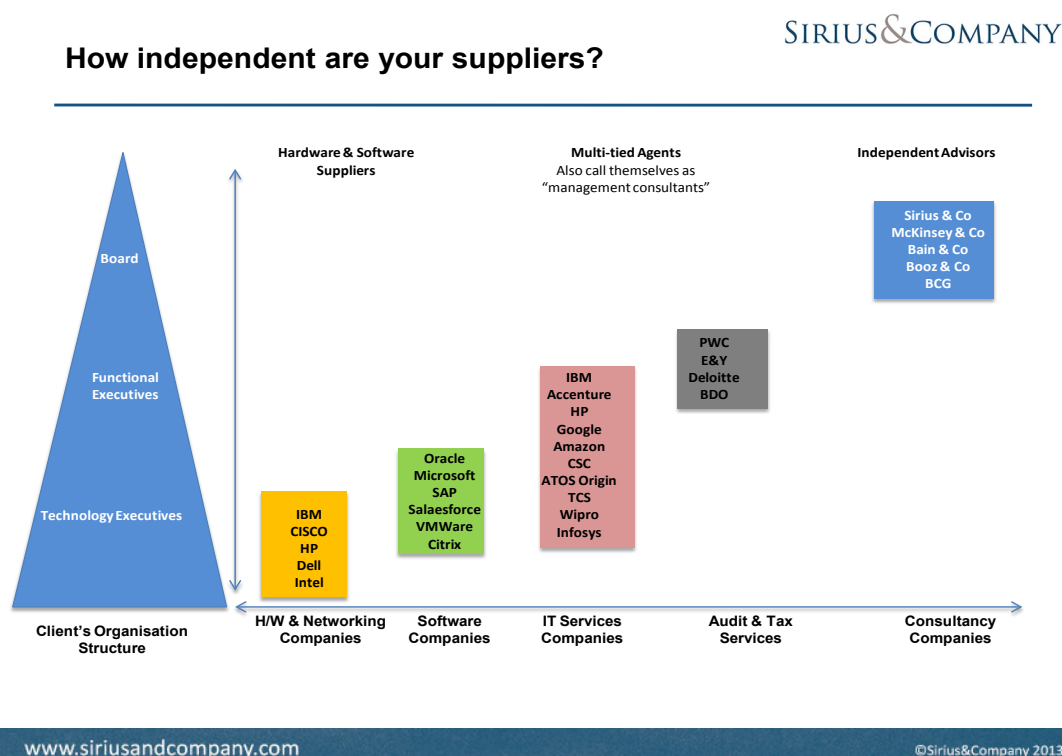 SIRIUS&COMPANY
How independent are your suppliers?
Hardware & Software
Suppliers
Multi-tied Agents
Also call themselves as
“management consultants”
Independent Advisors
Board
Functional
Executives
Technology Executives
Client’s Organisation
Structure
IBM
CISCO
HP
Dell
Intel
Oracle
Microsoft
SAP
Salaesforce
VMWare
Citrix
IBM
Accenture
HP
Google
Amazon
CSC
ATOS Origin
TCS
Wipro
Infosys
PWC
E&Y
Deloitte
BDO
Sirius & Co
McKinsey & Co
Bain & Co
Booz & Co
BCG
H/W & Networking
Companies
Software
Companies
IT Services
Companies
Audit & Tax
Services
Consultancy
Companies
www.siriusandcompany.com
©Sirius&Company 2013